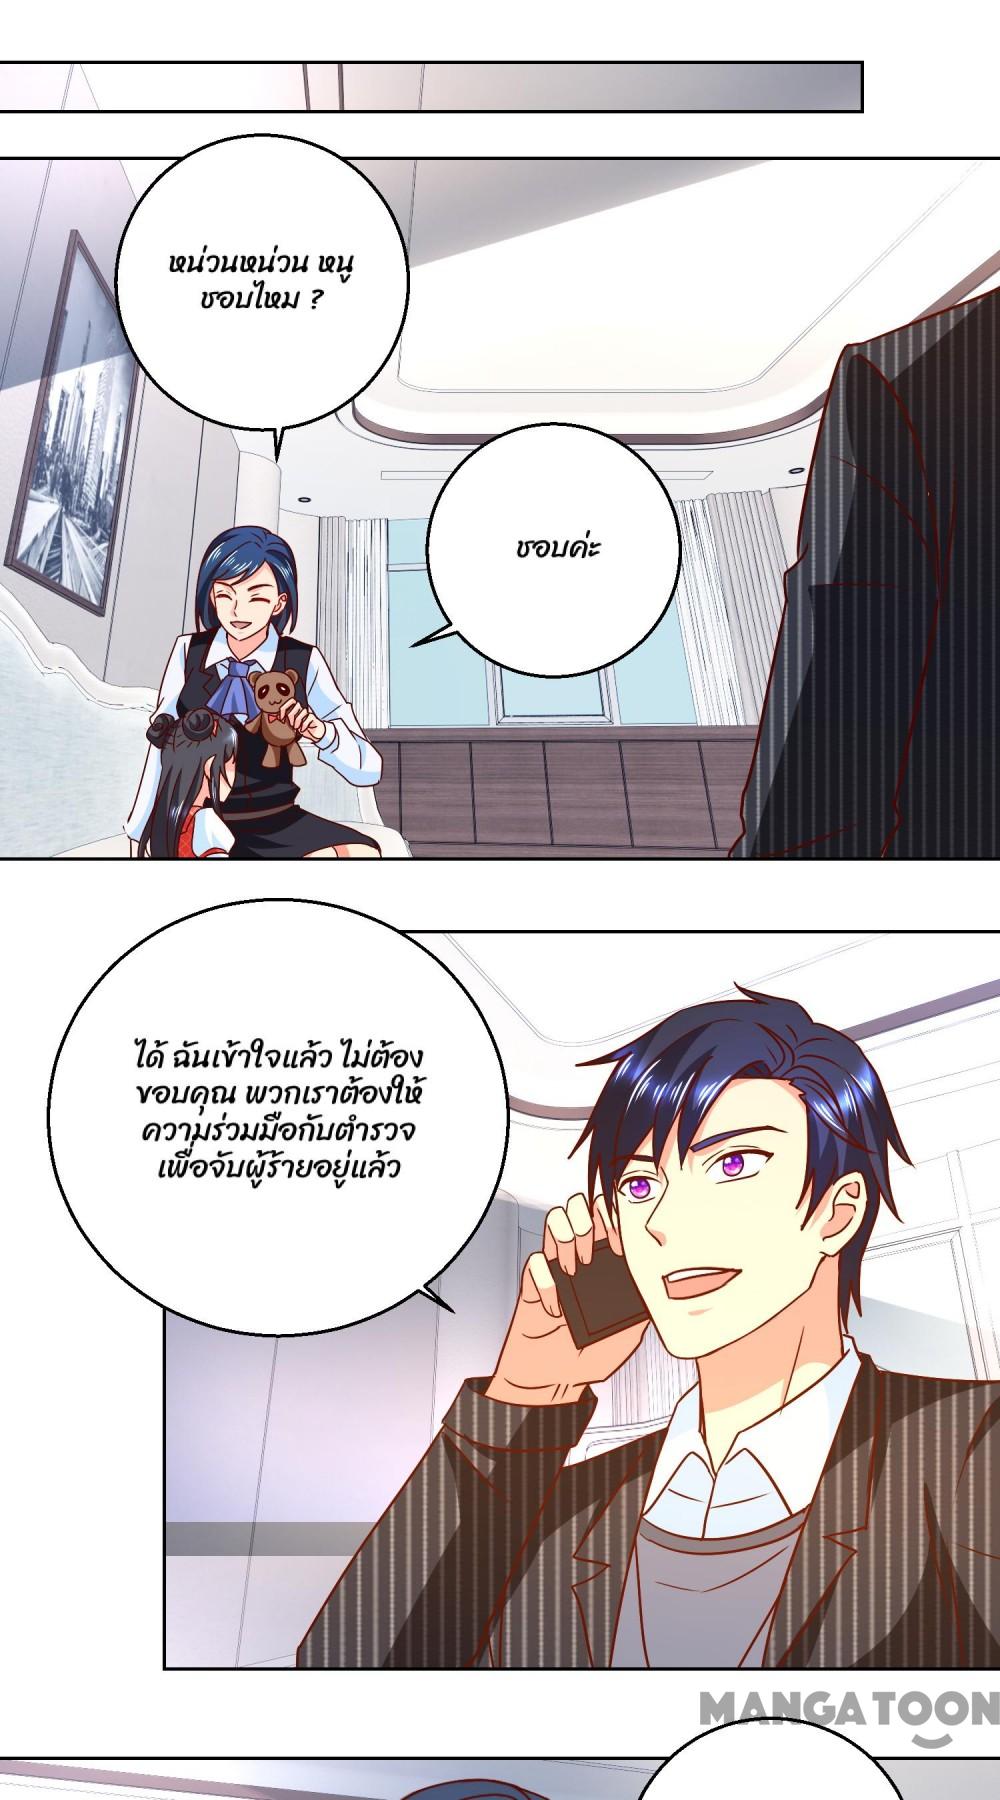 หน่วนหน่วน หนู
ชอบไหม ?
ชอบค่ะ
ได้ ฉันเข้าใจแล้ว ไม่ต้อง
ขอบคุณ พวกเราต้องให้
ความร่วมมือกับตำรวจ
เพื่อจับผู้ร้ายอยู่แล้ว
MANGATOON